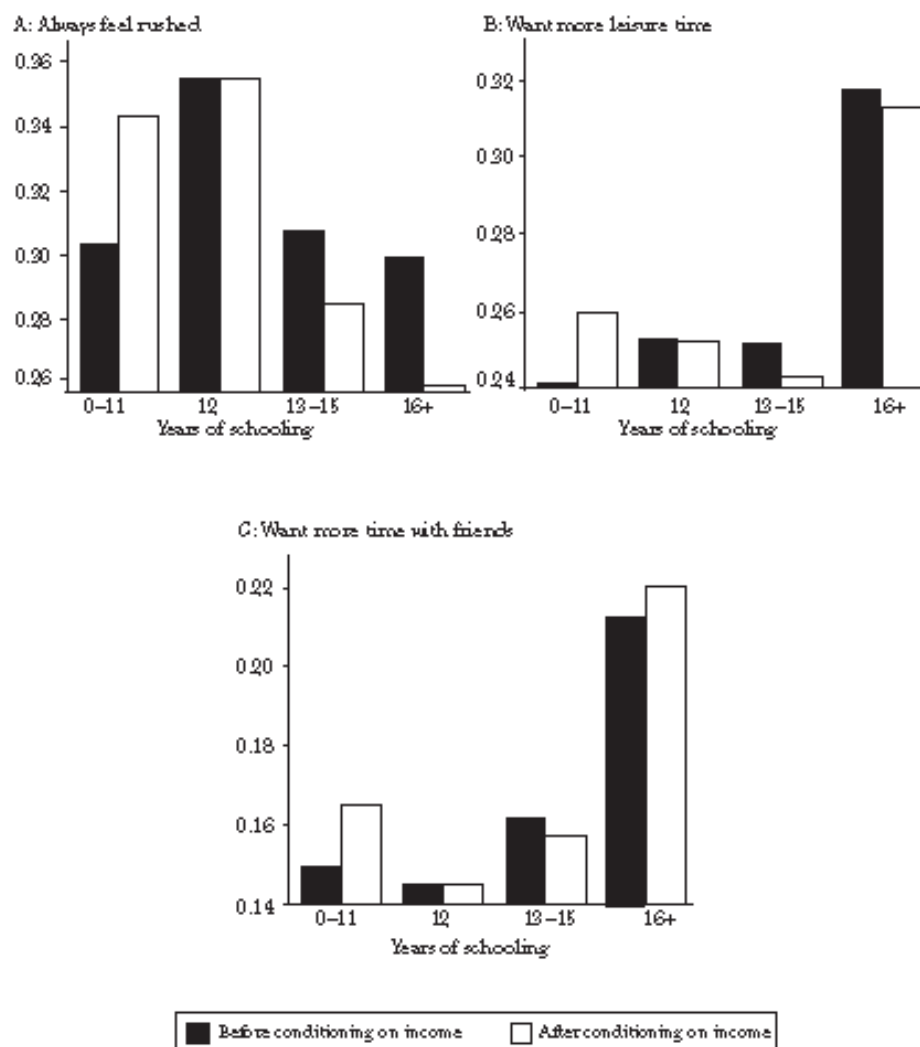 A: Always feel rushed
0.36
0.34
0.32
0.30
0.28
0.26
0–11 12 13–15 16+
Years of schooling
B: Want more leisure time
0.32
0.30
0.28
0.26
0.24
0–11 12 13–15 16+
Years of schooling
C: Want more time with friends
0.22
0.20
0.18
0.16
0.14
0–11 12 13–15 16+
Years of schooling
Before conditioning on income After conditioning on income